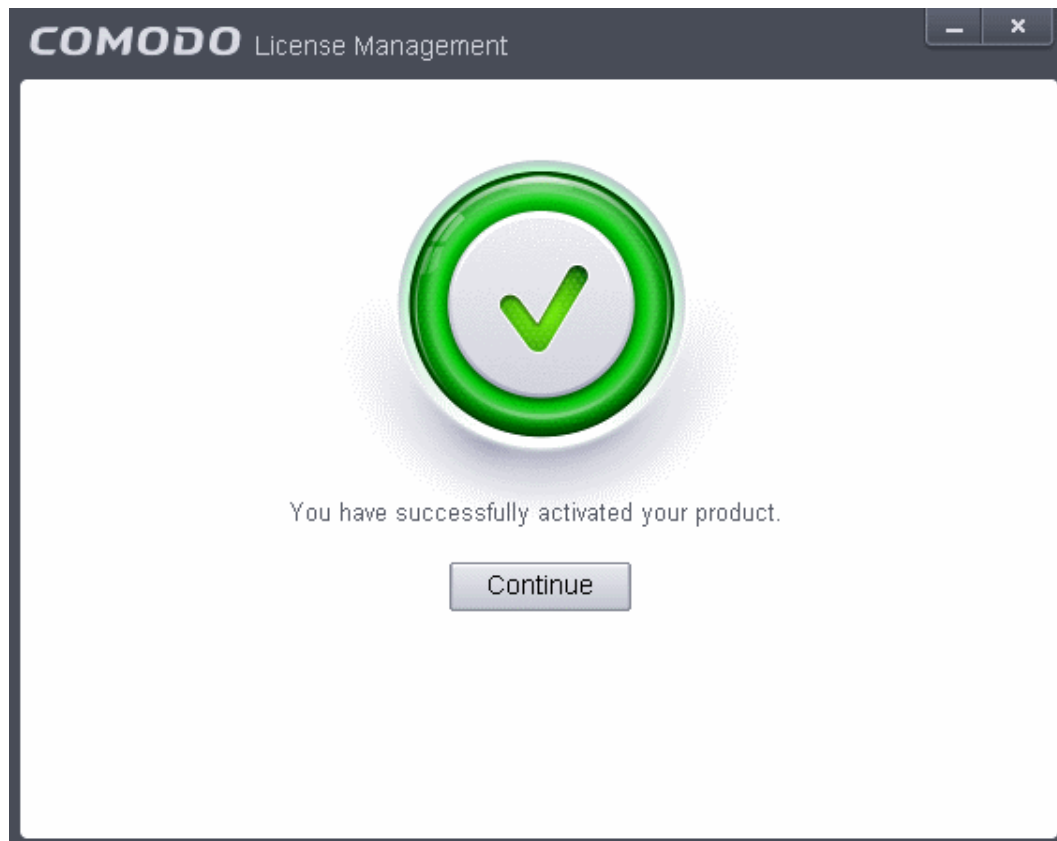 COMODO License Management
You have successfully activated your product.
Continue